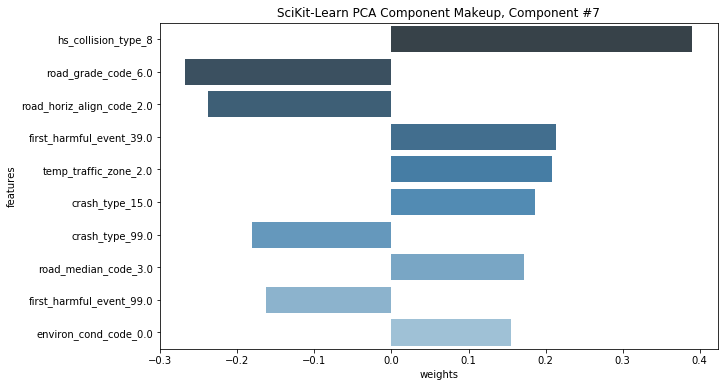 SciKit-Learn PCA Component Makeup, Component #7
features
hs_collision_type_8
road_grade_code_6.0
road_horiz_align_code_2.0
first_harmful_event_39.0
temp_traffic_zone_2.0
crash_type_15.0
crash_type_99.0
road_median_code_3.0
first_harmful_event_99.0
environ_cond_code_0.0
−0.3 −0.2 −0.1 0.0 0.1 0.2 0.3 0.4
weights